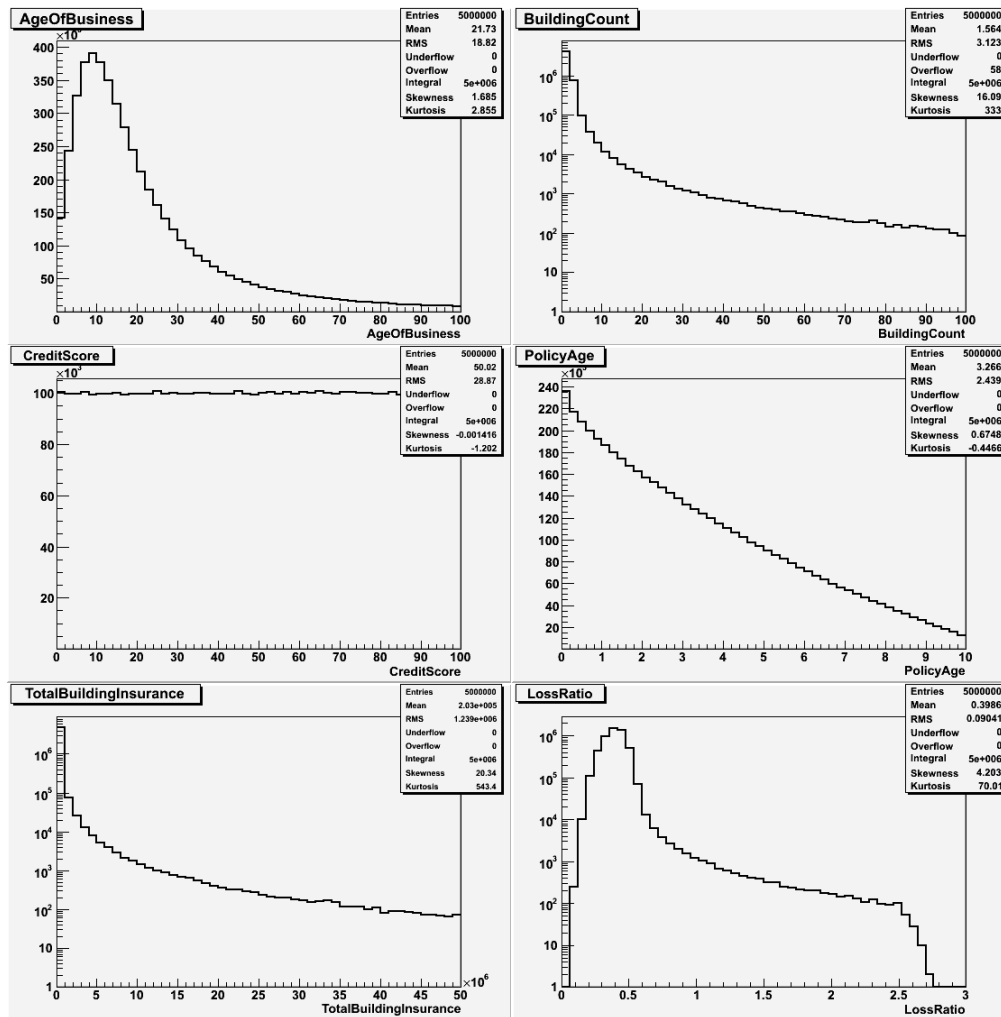 AgeOfBusiness
×10³
Entries 5000000
Mean 21.73
RMS 18.82
Underflow 0
Overflow 0
Integral 5e+006
Skewness 1.685
Kurtosis 2.855
400
350
300
250
200
150
100
50
0 10 20 30 40 50 60 70 80 90 100
AgeOfBusiness
BuildingCount
Entries 5000000
Mean 1.564
RMS 3.123
Underflow 0
Overflow 58
Integral 5e+006
Skewness 16.09
Kurtosis 333
10⁶
10⁵
10⁴
10³
10²
10
1
0 10 20 30 40 50 60 70 80 90 100
BuildingCount
CreditScore
×10³
Entries 5000000
Mean 50.02
RMS 28.87
Underflow 0
Overflow 0
Integral 5e+006
Skewness -0.001416
Kurtosis -1.202
100
80
60
40
20
0 10 20 30 40 50 60 70 80 90 100
CreditScore
PolicyAge
×10³
Entries 5000000
Mean 3.266
RMS 2.439
Underflow 0
Overflow 0
Integral 5e+006
Skewness 0.6748
Kurtosis -0.4466
240
220
200
180
160
140
120
100
80
60
40
20
0 1 2 3 4 5 6 7 8 9 10
PolicyAge
TotalBuildingInsurance
Entries 5000000
Mean 2.03e+005
RMS 1.239e+006
Underflow 0
Overflow 0
Integral 5e+006
Skewness 20.34
Kurtosis 543.4
10⁶
10⁵
10⁴
10³
10²
10
1
0 5 10 15 20 25 30 35 40 45 50
×10⁶
TotalBuildingInsurance
LossRatio
Entries 5000000
Mean 0.3986
RMS 0.09041
Underflow 0
Overflow 0
Integral 5e+006
Skewness 4.203
Kurtosis 70.01
10⁶
10⁵
10⁴
10³
10²
10
1
0 0.5 1 1.5 2 2.5 3
LossRatio